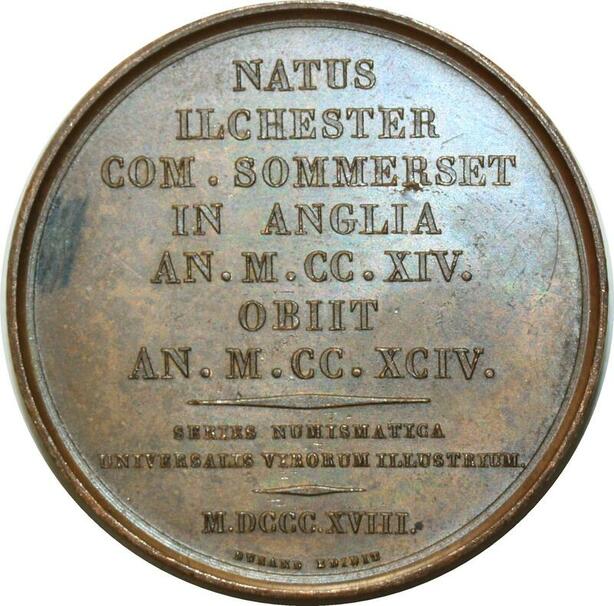 NATUS
ILCHESTER
COM. SOMMERSET
IN ANGLIA
AN. M. CC. XIV.
OBIIT
AN. M. CC. XCIV.
SERIES NUMISMATICA
UNIVERSALIS VIRORUM ILLUSTRIUM.
M.DCCC.XVIII.
DURAND EDIDIT